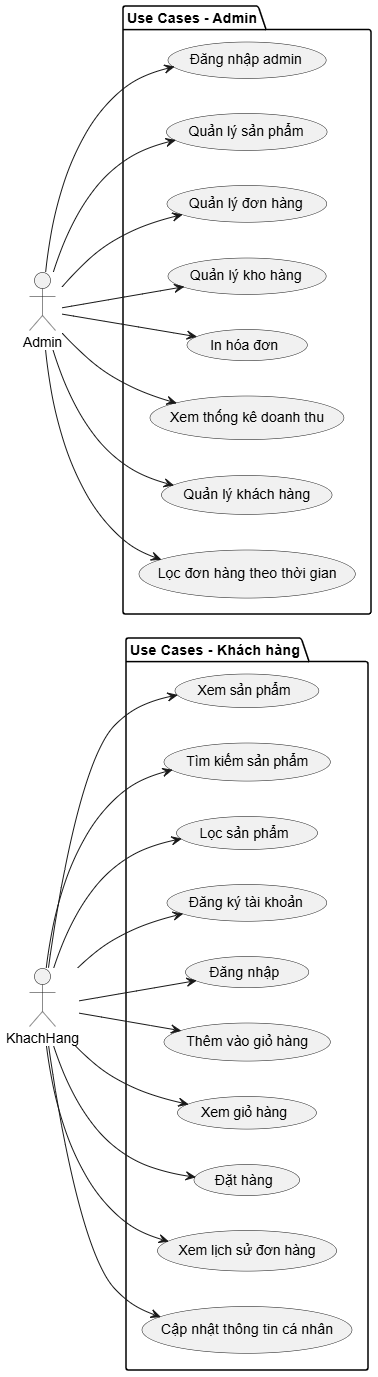 Use Cases - Admin
Đăng nhập admin
Quản lý sản phẩm
Quản lý đơn hàng
Quản lý kho hàng
In hóa đơn
Admin
Xem thống kê doanh thu
Quản lý khách hàng
Lọc đơn hàng theo thời gian
Use Cases - Khách hàng
Xem sản phẩm
Tìm kiếm sản phẩm
Lọc sản phẩm
Đăng ký tài khoản
Đăng nhập
KhachHang
Thêm vào giỏ hàng
Xem giỏ hàng
Đặt hàng
Xem lịch sử đơn hàng
Cập nhật thông tin cá nhân